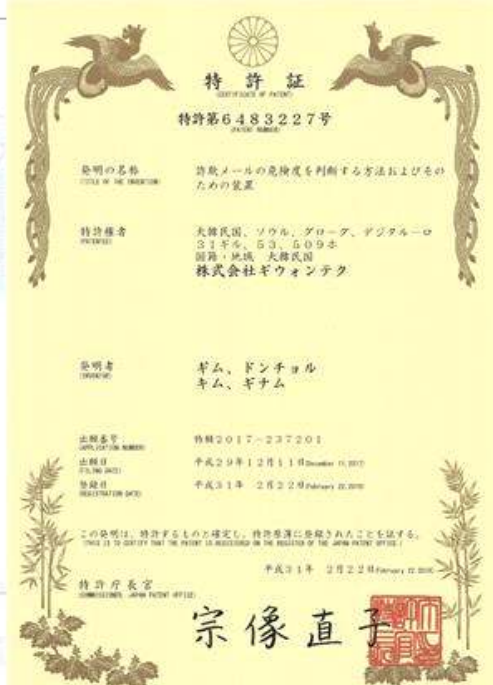 特許証
(CERTIFICATE OF PATENT)
特許第6483227号
(PATENT NUMBER)
発明の名称
(TITLE OF THE INVENTION)
詐欺メールの危険度を判断する方法およびその
ための装置
特許権者
(PATENTEE)
大韓民国、ソウル、グローグ、デジタルーロ
31ギル、53、509ホ
国籍・地域 大韓民国
株式会社ギウォンテク
発明者
(INVENTOR)
ギム、ドンチョル
キム、ギナム
出願番号
(APPLICATION NUMBER)
特願2017-237201
出願日
(FILING DATE)
平成29年12月11日(December 11,2017)
登録日
(REGISTRATION DATE)
平成31年 2月22日(February 22,2019)
この発明は、特許するものと確定し、特許原簿に登録されたことを証する。
(THIS IS TO CERTIFY THAT THE PATENT IS REGISTERED ON THE REGISTER OF THE JAPAN PATENT OFFICE.)
平成31年 2月22日(February 22,2019)
特許庁長官
(COMMISSIONER, JAPAN PATENT OFFICE)
宗像直子